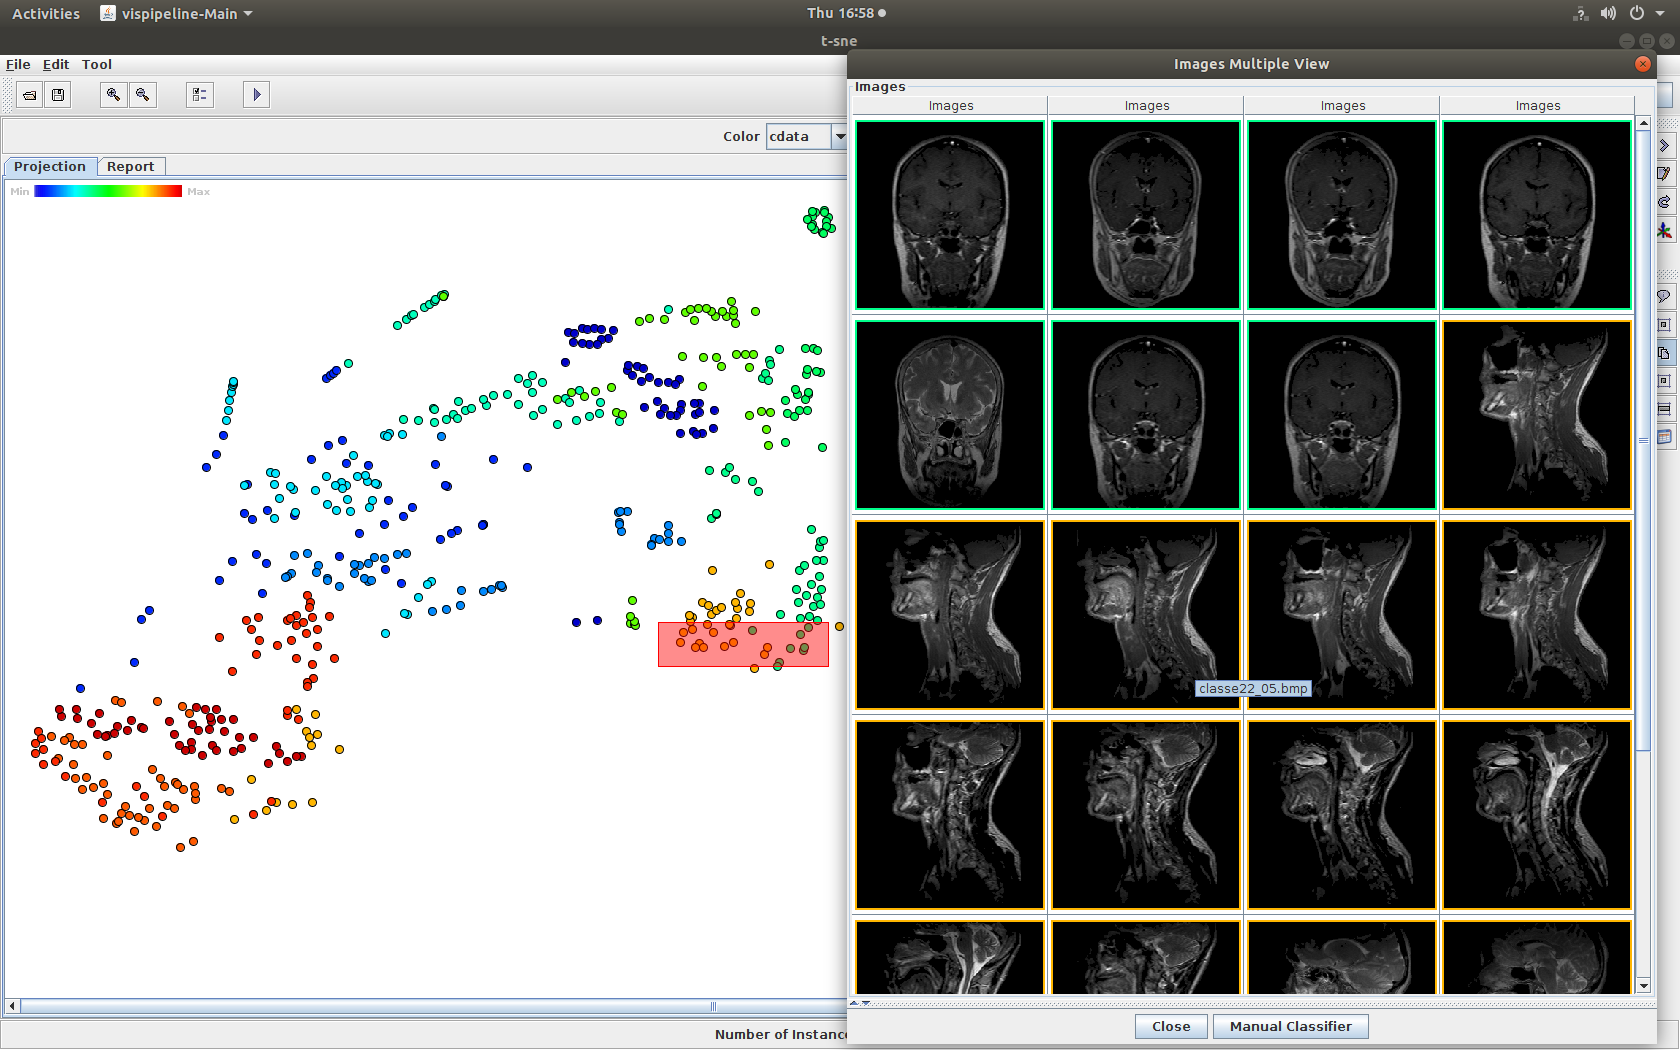 Activities vispipeline-Main Thu 16:58
t-sne
File Edit Tool
Images Multiple View
Images
Images Images Images Images
Color cdata
Projection Report
Min Max
classe22_05.bmp
Number of Instanc
Close Manual Classifier